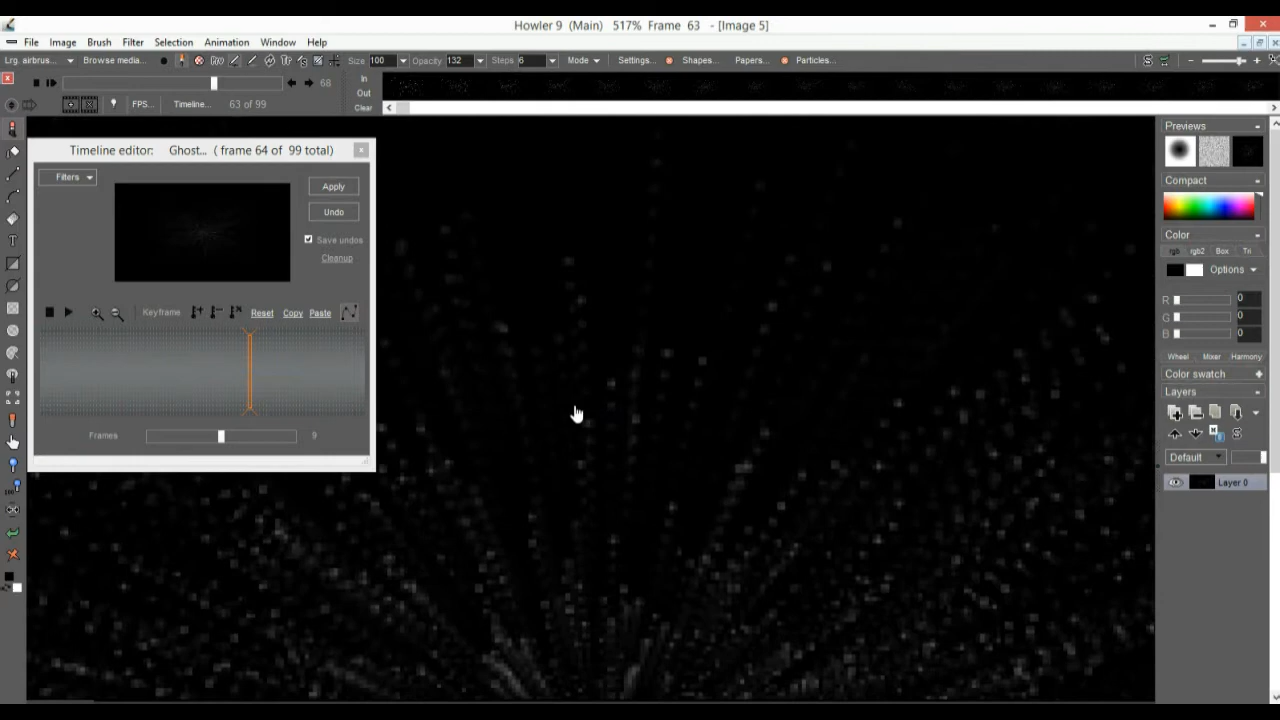 Howler 9 (Main) 517% Frame 63 - [Image 5]
File Image Brush Filter Selection Animation Window Help
Lrg. airbrus... Browse media... Size 100 Opacity 132 Steps 6 Mode Settings... Shapes... Papers... Particles...
68 In
Out
FPS... Timeline... 63 of 99 Clear
Timeline editor: Ghost... ( frame 64 of 99 total)
Filters
Apply
Undo
Save undos
Cleanup
Keyframe Reset Copy Paste
Frames 9
Previews
Compact
Color
rgb rgb2 Box Tri
Options
R 0
G 0
B 0
Wheel Mixer Harmony
Color swatch
Layers
Default
Layer 0
100